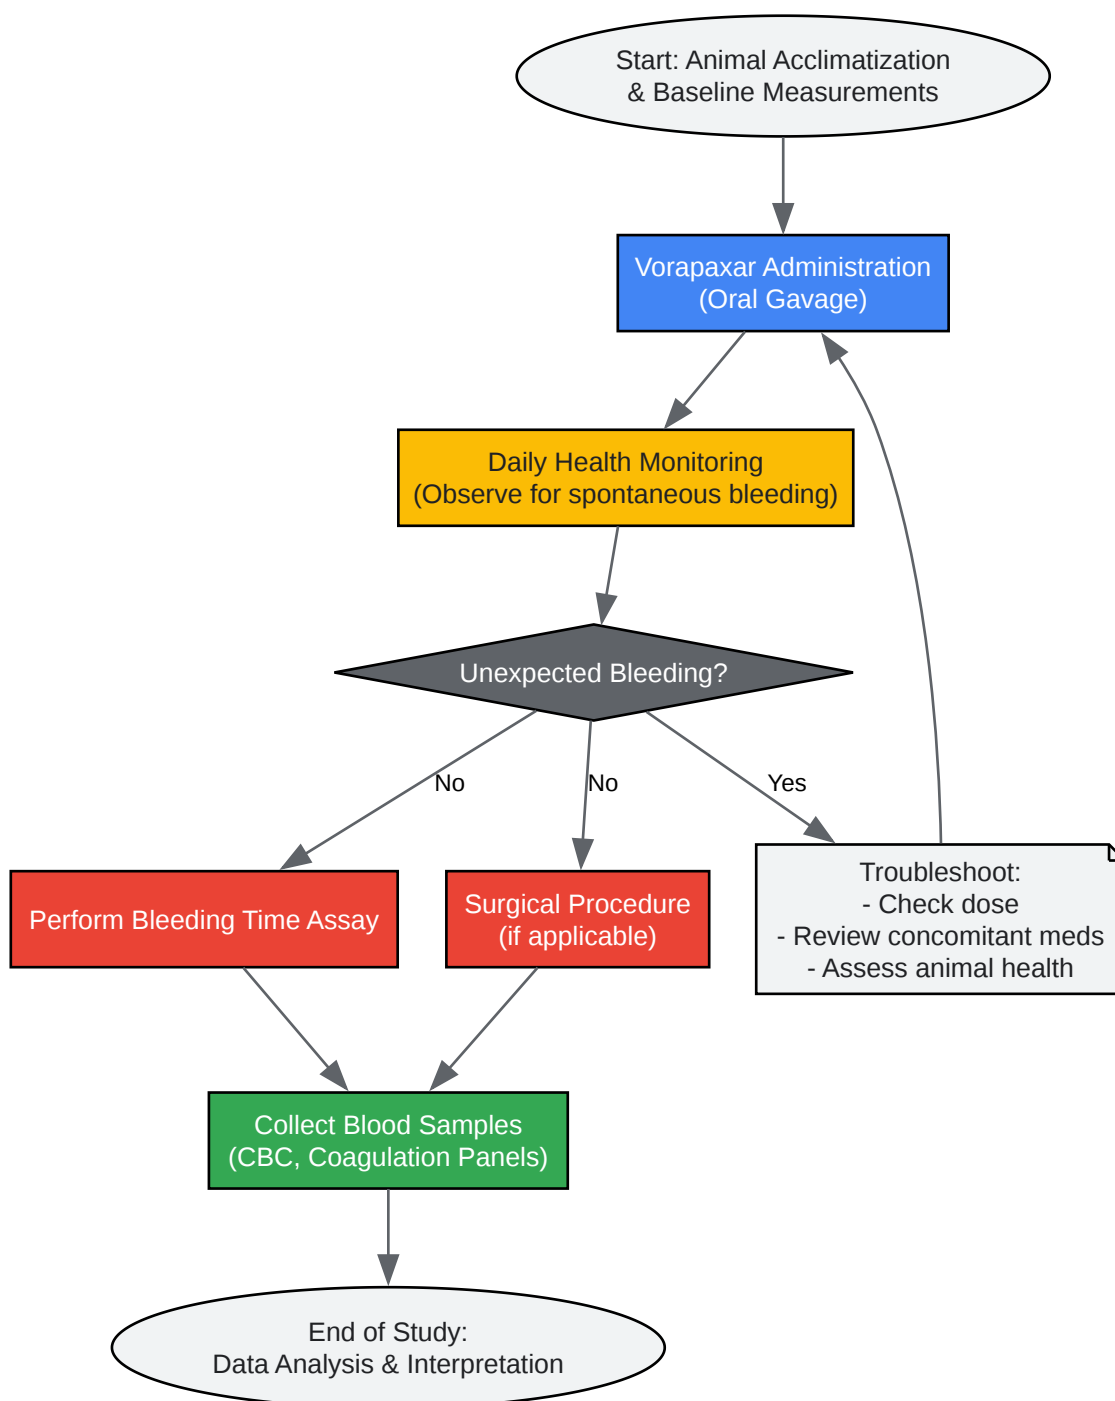 Start: Animal Acclimatization
& Baseline Measurements
Vorapaxar Administration
(Oral Gavage)
Daily Health Monitoring
(Observe for spontaneous bleeding)
Unexpected Bleeding?
No
No
Yes
Perform Bleeding Time Assay
Surgical Procedure
(if applicable)
Troubleshoot:
- Check dose
- Review concomitant meds
- Assess animal health
Collect Blood Samples
(CBC, Coagulation Panels)
End of Study:
Data Analysis & Interpretation